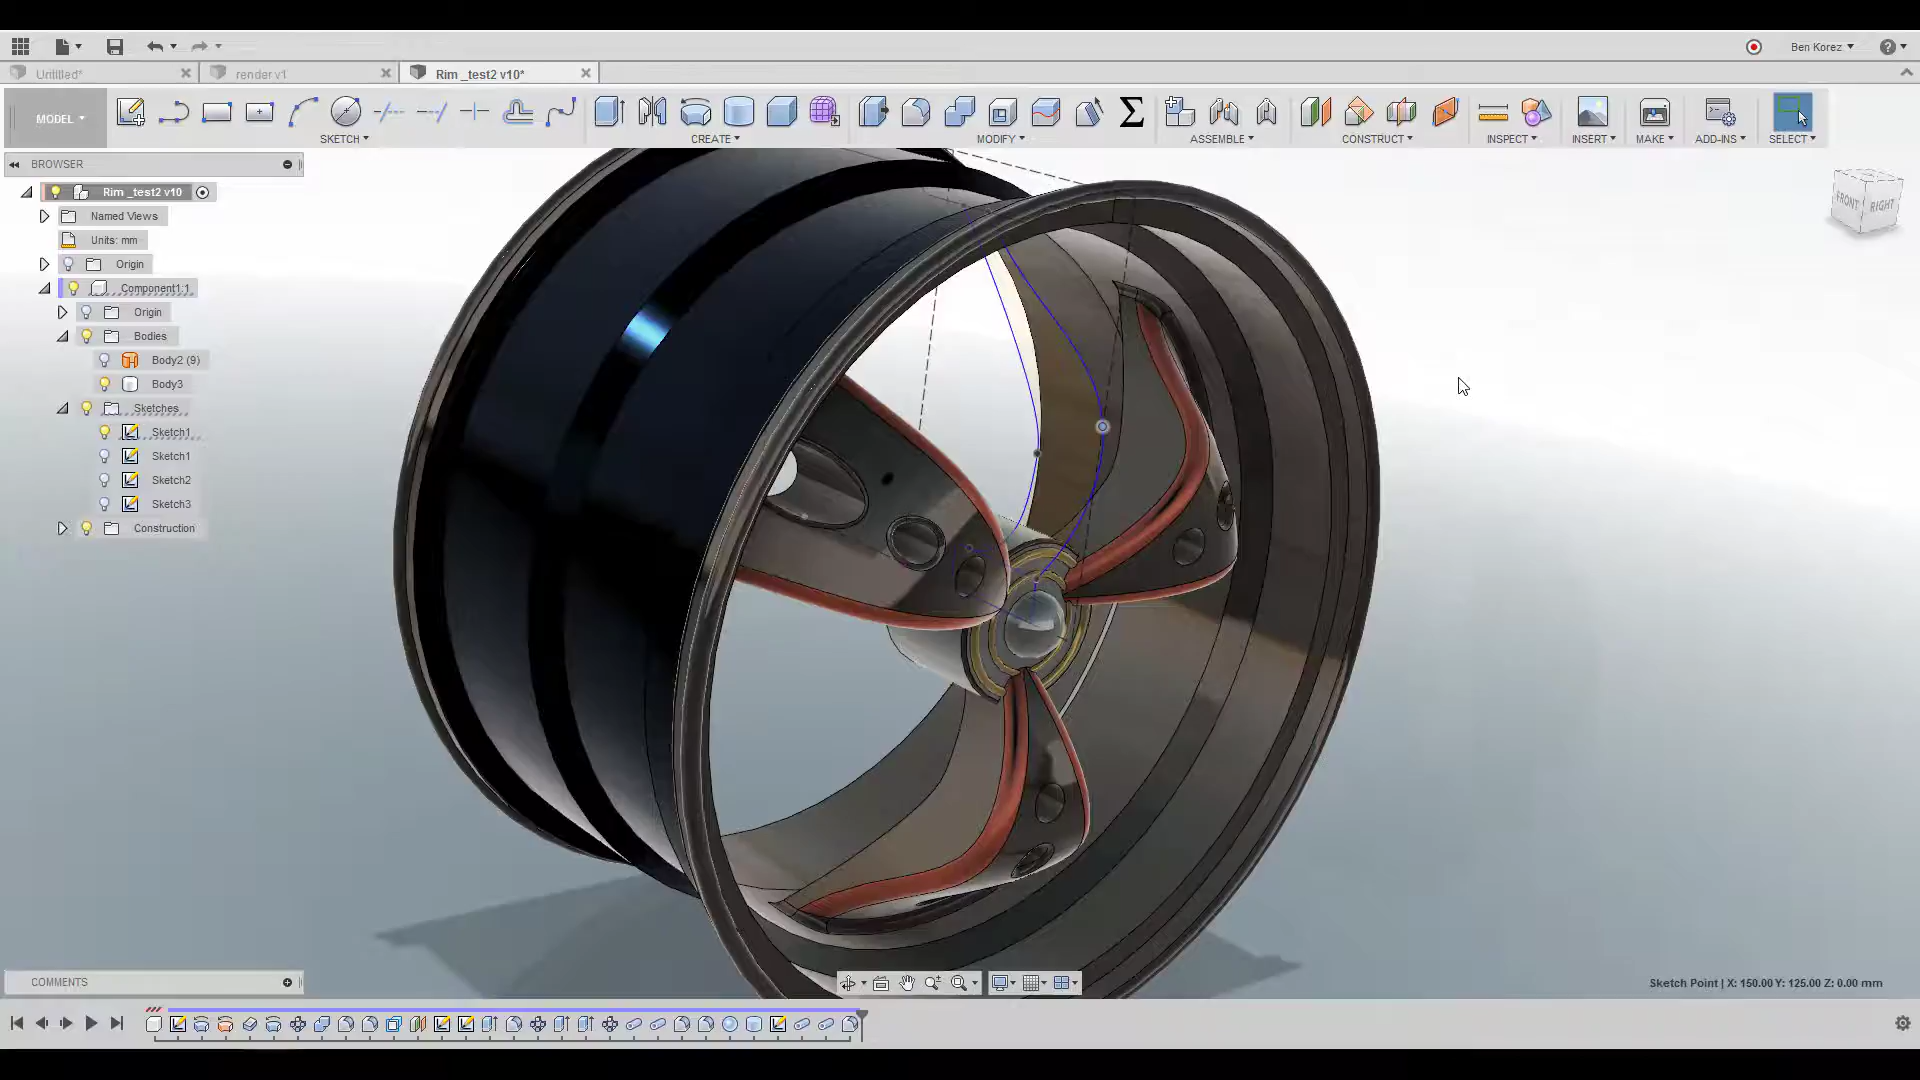 Ben Korez
Untitled*
render v1
Rim _test2 v10*
MODEL
SKETCH
CREATE
MODIFY
ASSEMBLE
CONSTRUCT
INSPECT
INSERT
MAKE
ADD-INS
SELECT
BROWSER
FRONT
RIGHT
Rim _test2 v10
Named Views
Units: mm
Origin
Component1:1
Origin
Bodies
Body2 (9)
Body3
Sketches
Sketch1
Sketch1
Sketch2
Sketch3
Construction
COMMENTS
Sketch Point | X: 150.00 Y: 125.00 Z: 0.00 mm